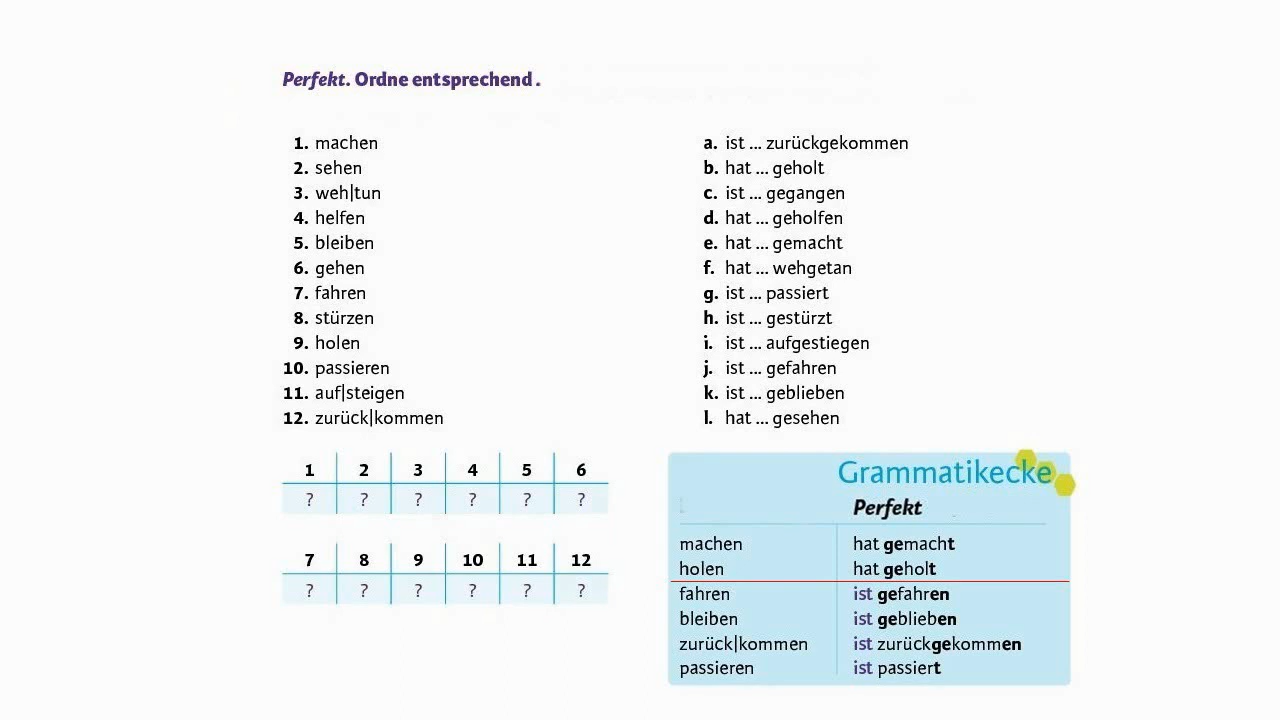 Perfekt. Ordne entsprechend .
1. machen
2. sehen
3. weh|tun
4. helfen
5. bleiben
6. gehen
7. fahren
8. stürzen
9. holen
10. passieren
11. auf|steigen
12. zurück|kommen
a. ist ... zurückgekommen
b. hat ... geholt
c. ist ... gegangen
d. hat ... geholfen
e. hat ... gemacht
f. hat ... wehgetan
g. ist ... passiert
h. ist ... gestürzt
i. ist ... aufgestiegen
j. ist ... gefahren
k. ist ... geblieben
l. hat ... gesehen
1 2 3 4 5 6
? ? ? ? ? ?
7 8 9 10 11 12
? ? ? ? ? ?
Grammatikecke
Perfekt
machen hat gemacht
holen hat geholt
fahren ist gefahren
bleiben ist geblieben
zurück|kommen ist zurückgekommen
passieren ist passiert